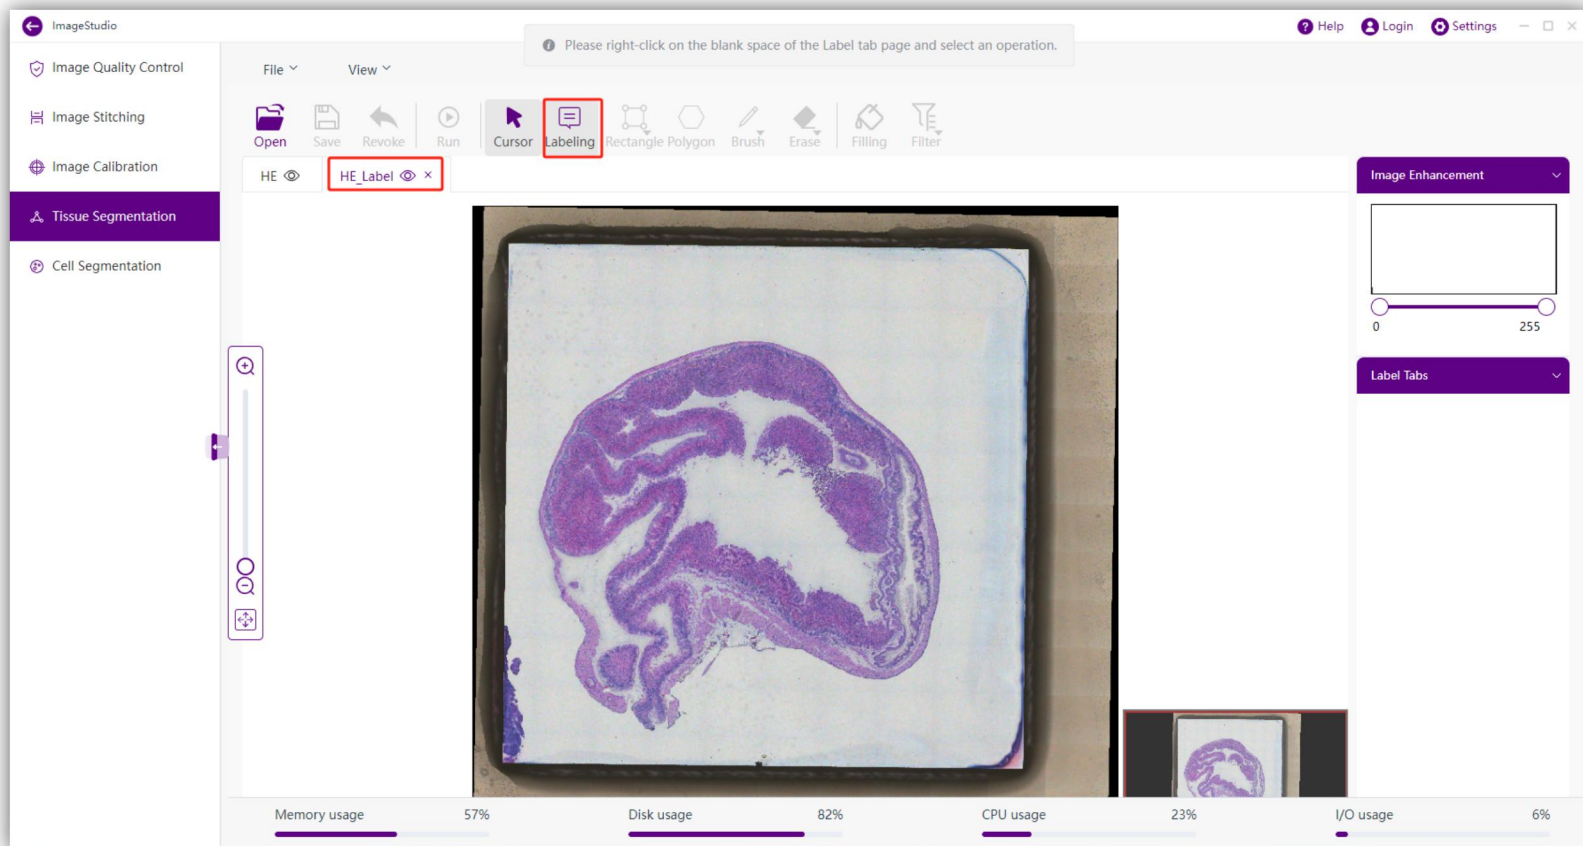 ImageStudio
Please right-click on the blank space of the Label tab page and select an operation.
Help Login Settings
Image Quality Control
Image Stitching
Image Calibration
Tissue Segmentation
Cell Segmentation
File View
Open Save Revoke Run Cursor Labeling Rectangle Polygon Brush Erase Filling Filter
HE HE_Label ×
Image Enhancement
0 255
Label Tabs
Memory usage 57% Disk usage 82% CPU usage 23% I/O usage 6%